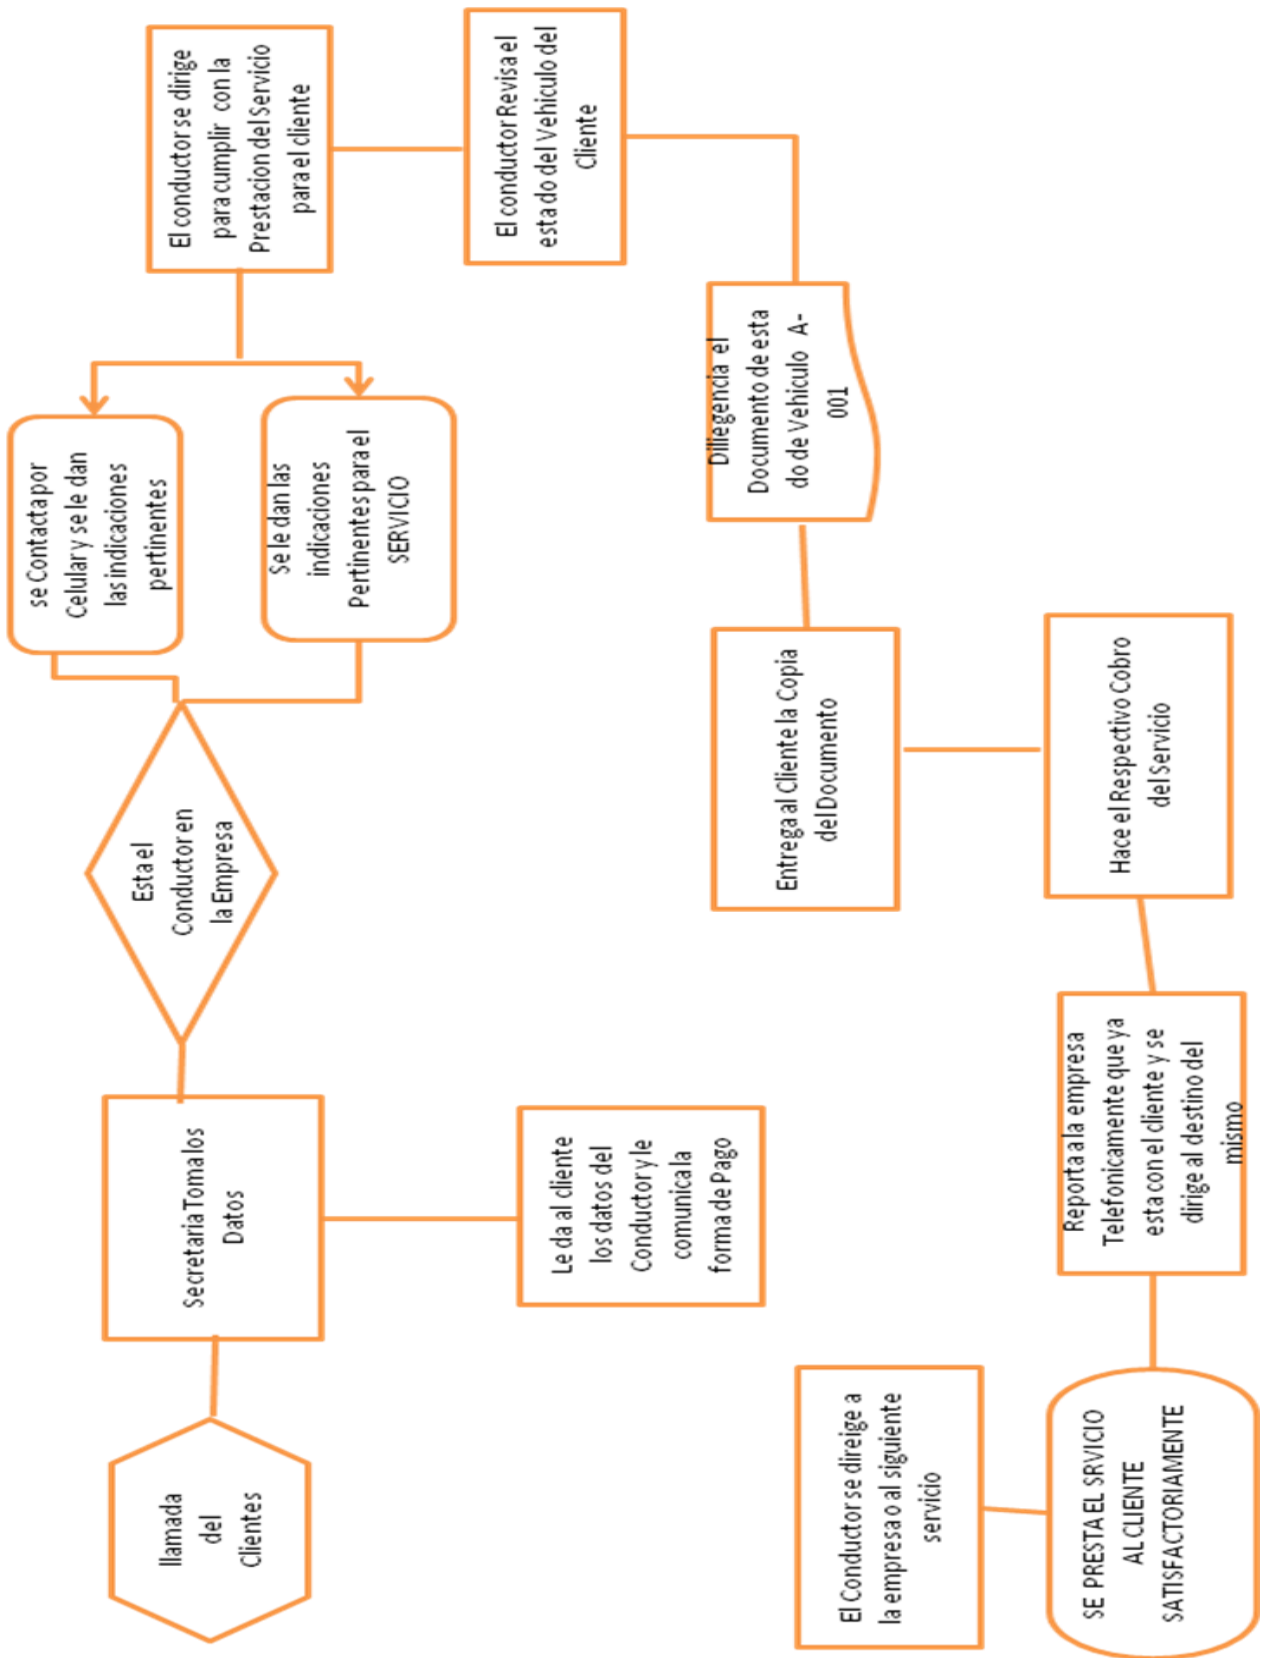 llamada
del
Clientes
Secretaria Toma los
Datos
Le da al cliente
los datos del
Conductor y le
comunica la
forma de Pago
Esta el
Conductor en
la Empresa
se Contacta por
Celular y se le dan
las indicaciones
pertinentes
Se le dan las
indicaciones
Pertinentes para el
SERVICIO
El conductor se dirige
para cumplir con la
Prestacion del Servicio
para el cliente
El conductor Revisa el
estado del Vehiculo del
Cliente
Diliegencia el
Documento de esta
do de Vehiculo A-
001
Entrega al Cliente la Copia
del Documento
Hace el Respectivo Cobro
del Servicio
Reporta a la empresa
Telefonicamente que ya
esta con el cliente y se
dirige al destino del
mismo
SE PRESTA EL SRVICIO
AL CLIENTE
SATISFACTORIAMENTE
El Conductor se direige a
la empresa o al siguiente
servicio